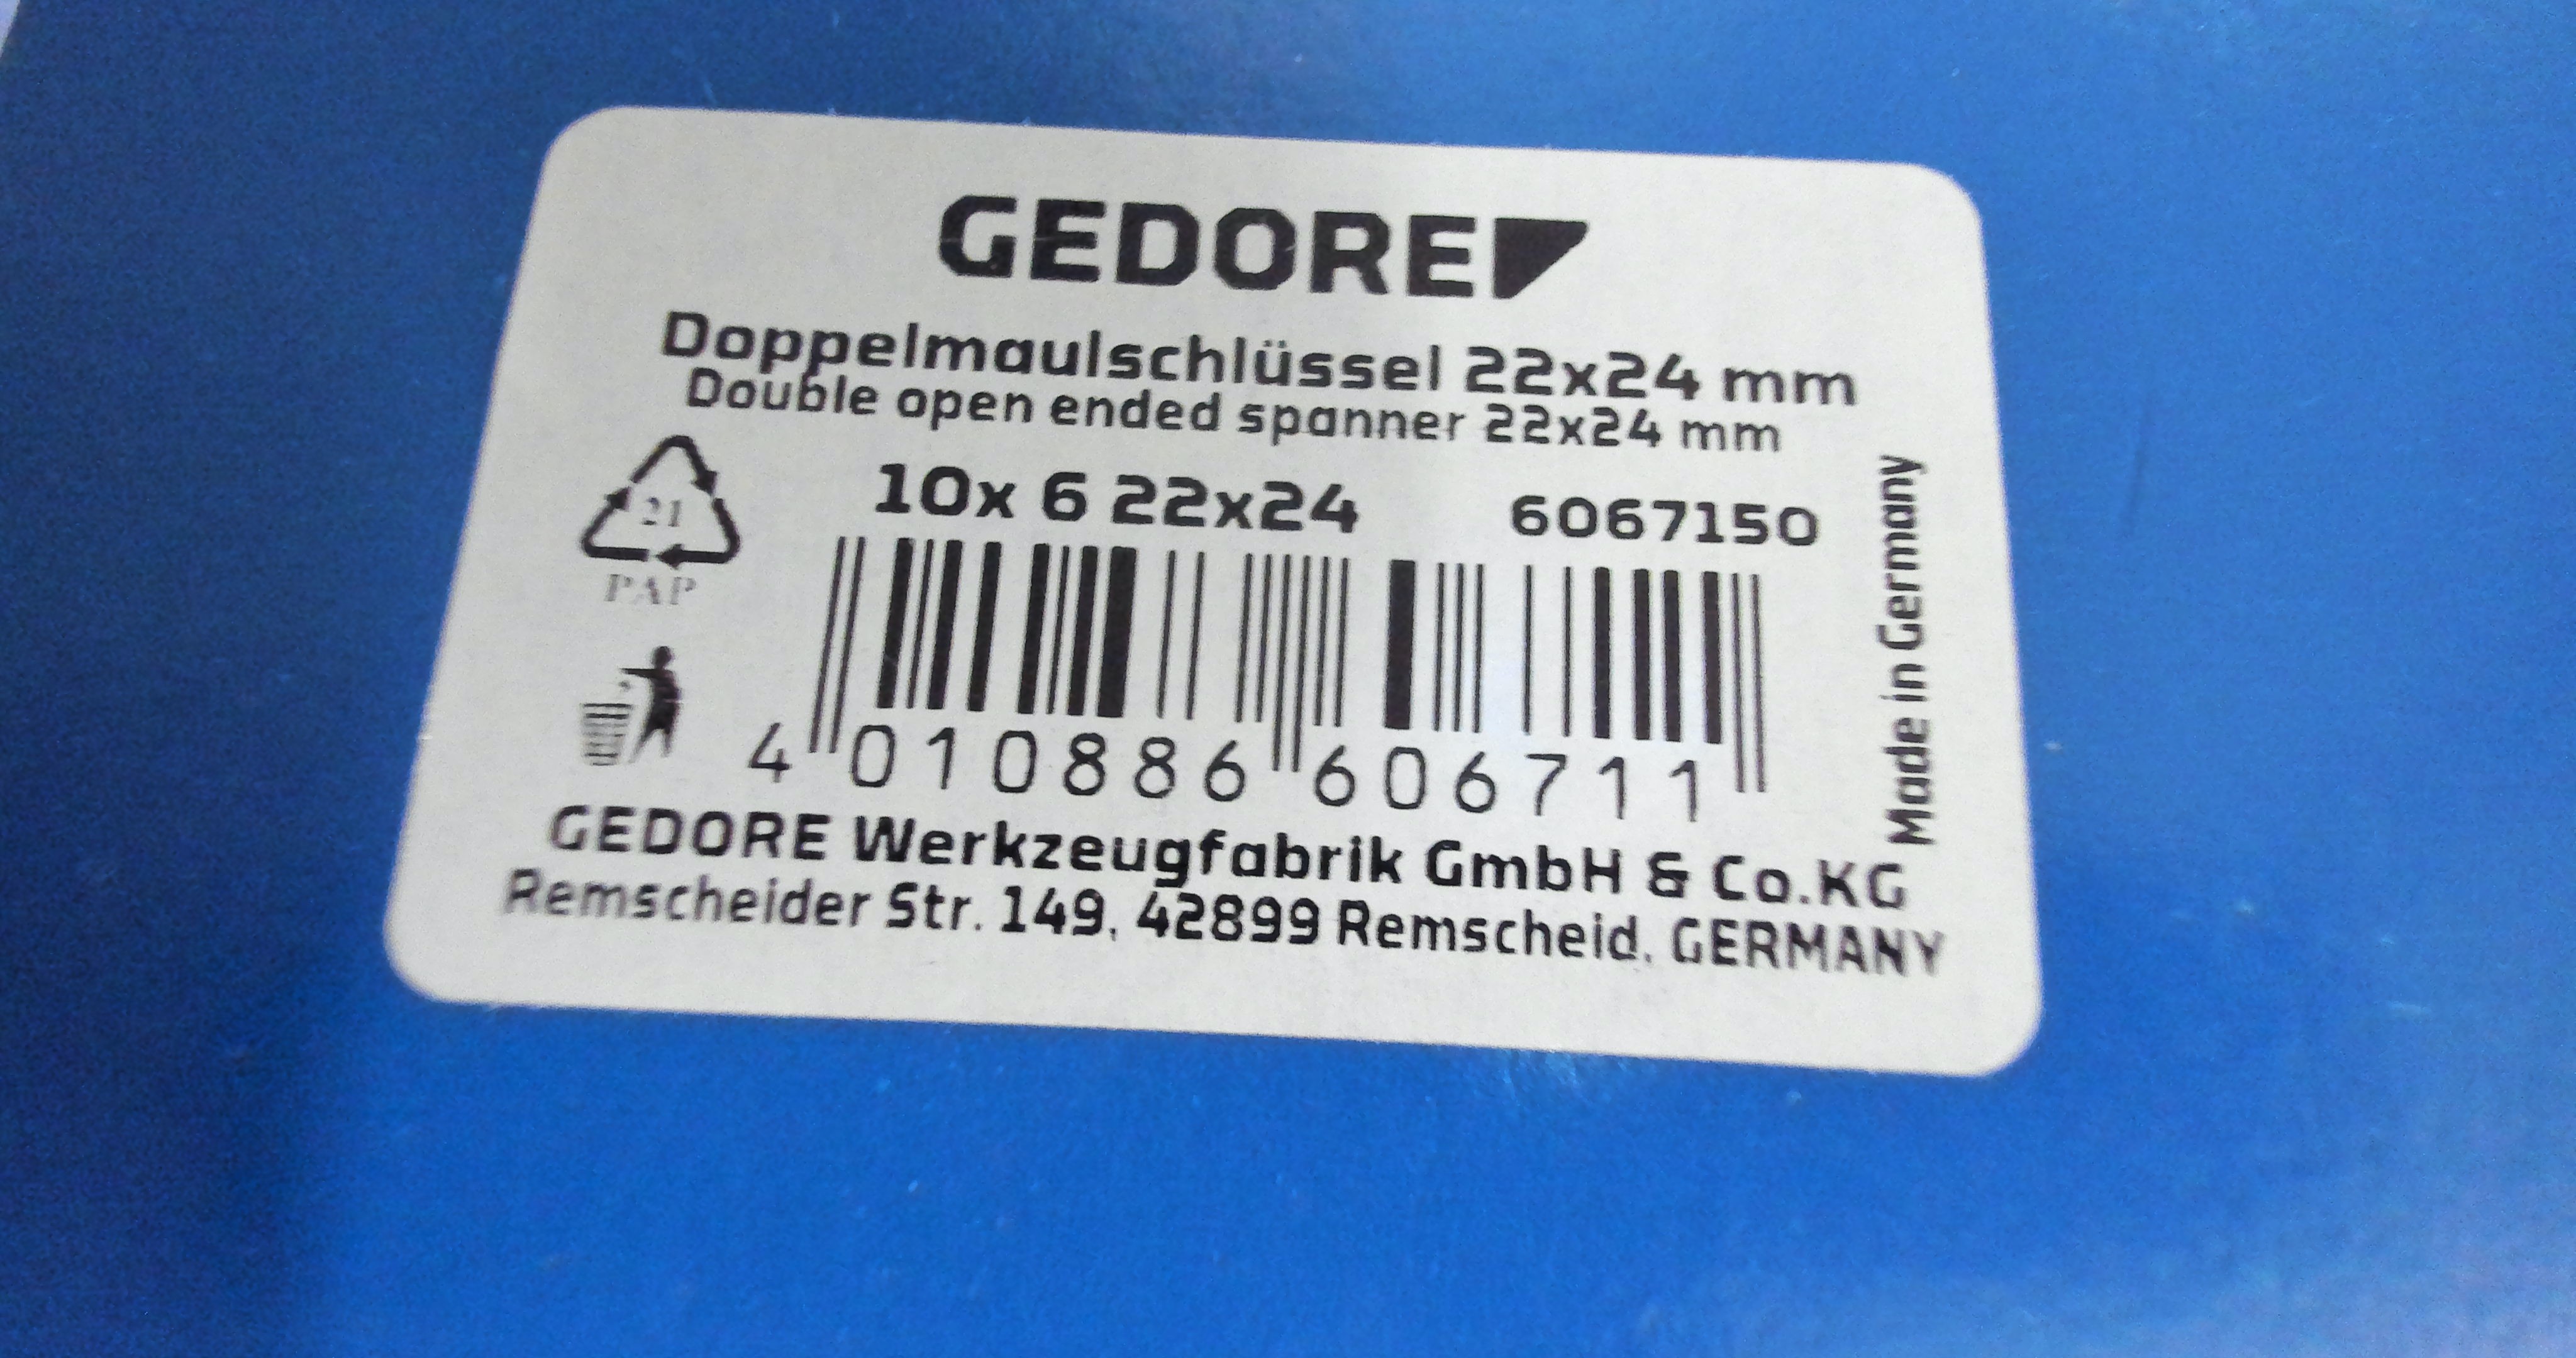 GEDORE
Doppelmaulschlüssel 22x24 mm
Double open ended spanner 22x24 mm
10x 6 22x24 6067150
21
PAP
4 010886 606711
Made in Germany
GEDORE Werkzeugfabrik GmbH & Co.KG
Remscheider Str. 149, 42899 Remscheid, GERMANY